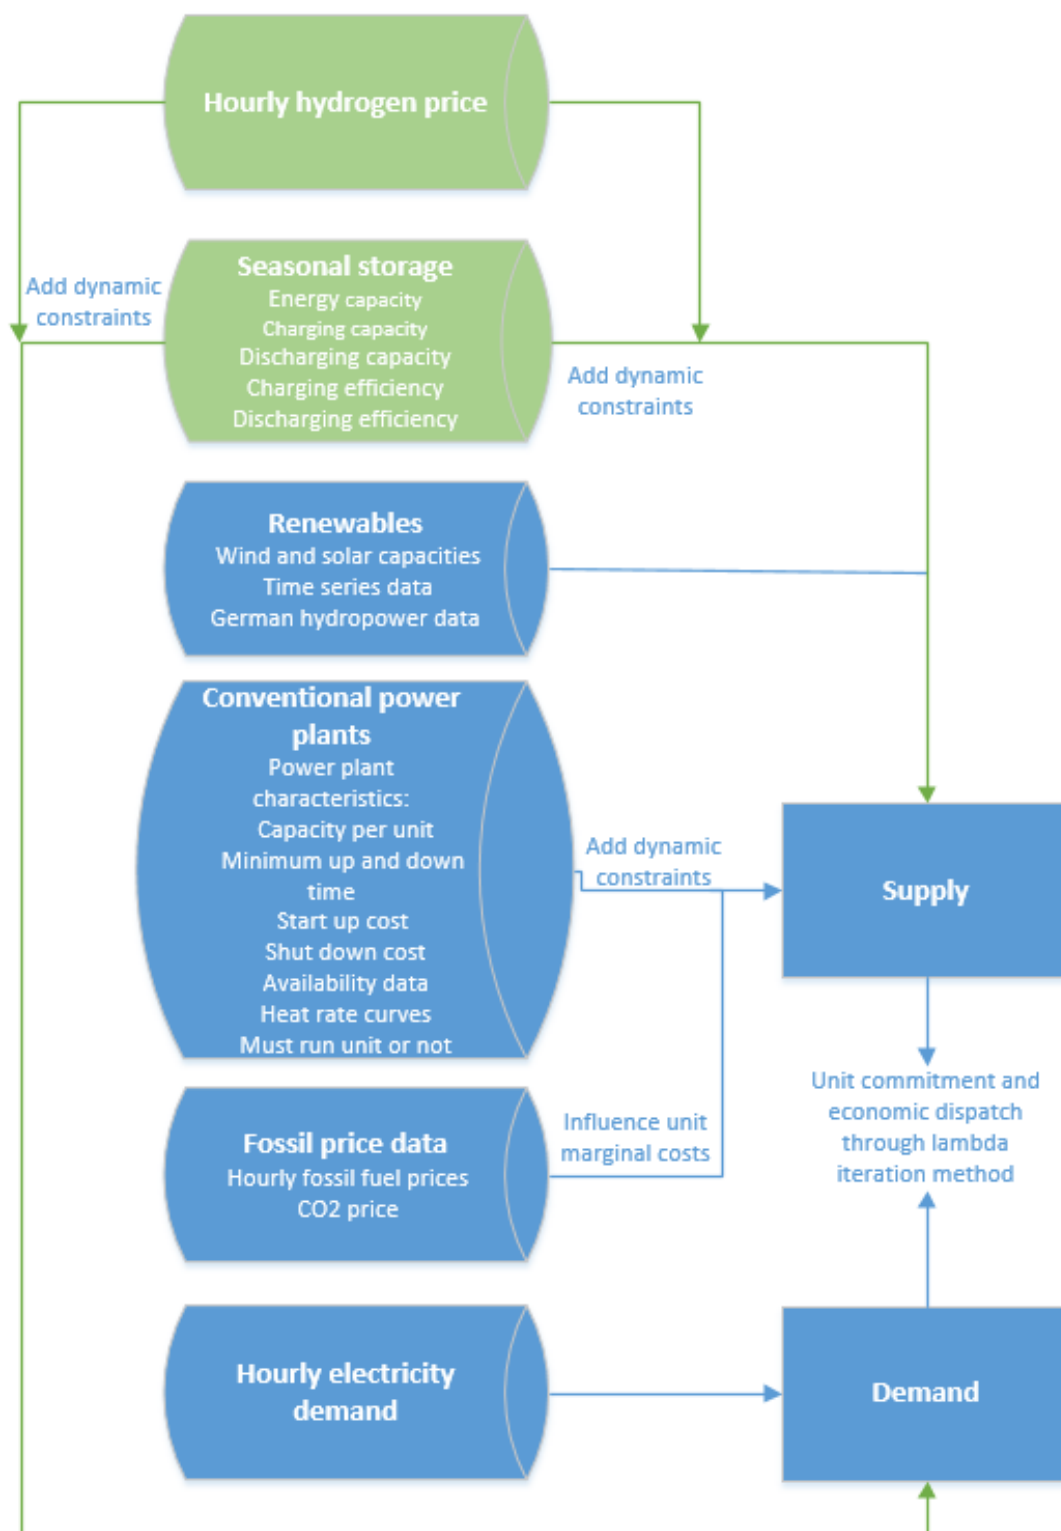 Hourly hydrogen price
Seasonal storage
Energy capacity
Charging capacity
Discharging capacity
Charging efficiency
Discharging efficiency
Add dynamic
constraints
Add dynamic
constraints
Renewables
Wind and solar capacities
Time series data
German hydropower data
Conventional power
plants
Power plant
characteristics:
Capacity per unit
Minimum up and down
time
Start up cost
Shut down cost
Availability data
Heat rate curves
Must run unit or not
Add dynamic
constraints
Supply
Fossil price data
Hourly fossil fuel prices
CO2 price
Influence unit
marginal costs
Unit commitment and
economic dispatch
through lambda
iteration method
Hourly electricity
demand
Demand